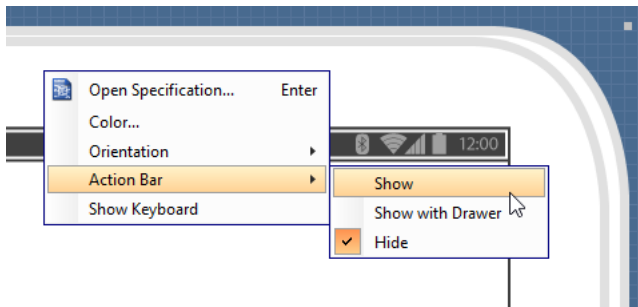 Open Specification... Enter
Color...
Orientation
12:00
Action Bar
Show
Show Keyboard
Show with Drawer
Hide